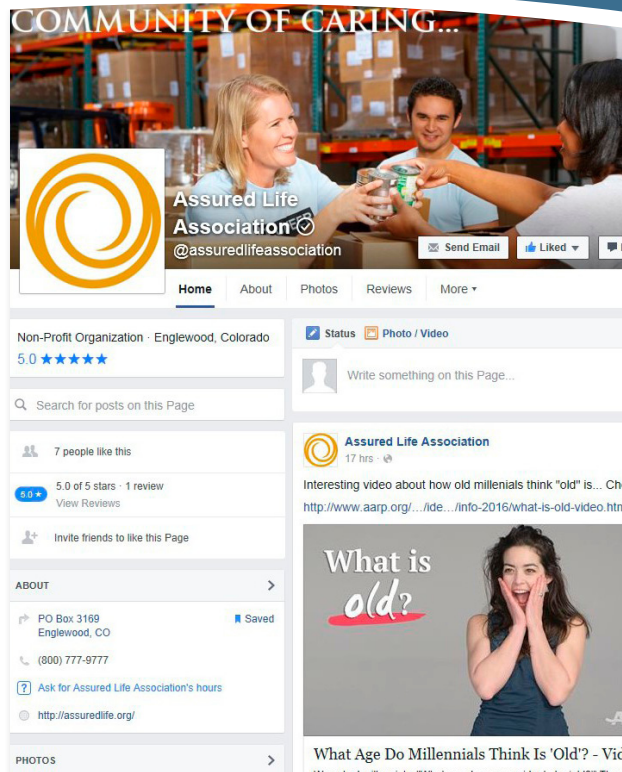 COMMUNITY OF CARING...
Assured Life
Association
@assuredlifeassociation
Send Email
Liked
Home About Photos Reviews More
Non-Profit Organization · Englewood, Colorado
5.0 ★★★★★
Search for posts on this Page
7 people like this
5.0 ★ 5.0 of 5 stars · 1 review
View Reviews
Invite friends to like this Page
ABOUT
PO Box 3169
Englewood, CO
Saved
(800) 777-9777
Ask for Assured Life Association's hours
http://assuredlife.org/
PHOTOS
Status Photo / Video
Write something on this Page...
Assured Life Association
17 hrs ·
Interesting video about how old millenials think "old" is...
http://www.aarp.org/…/ide…/info-2016/what-is-old-video.htm
What is
old?
What Age Do Millennials Think Is 'Old'? -